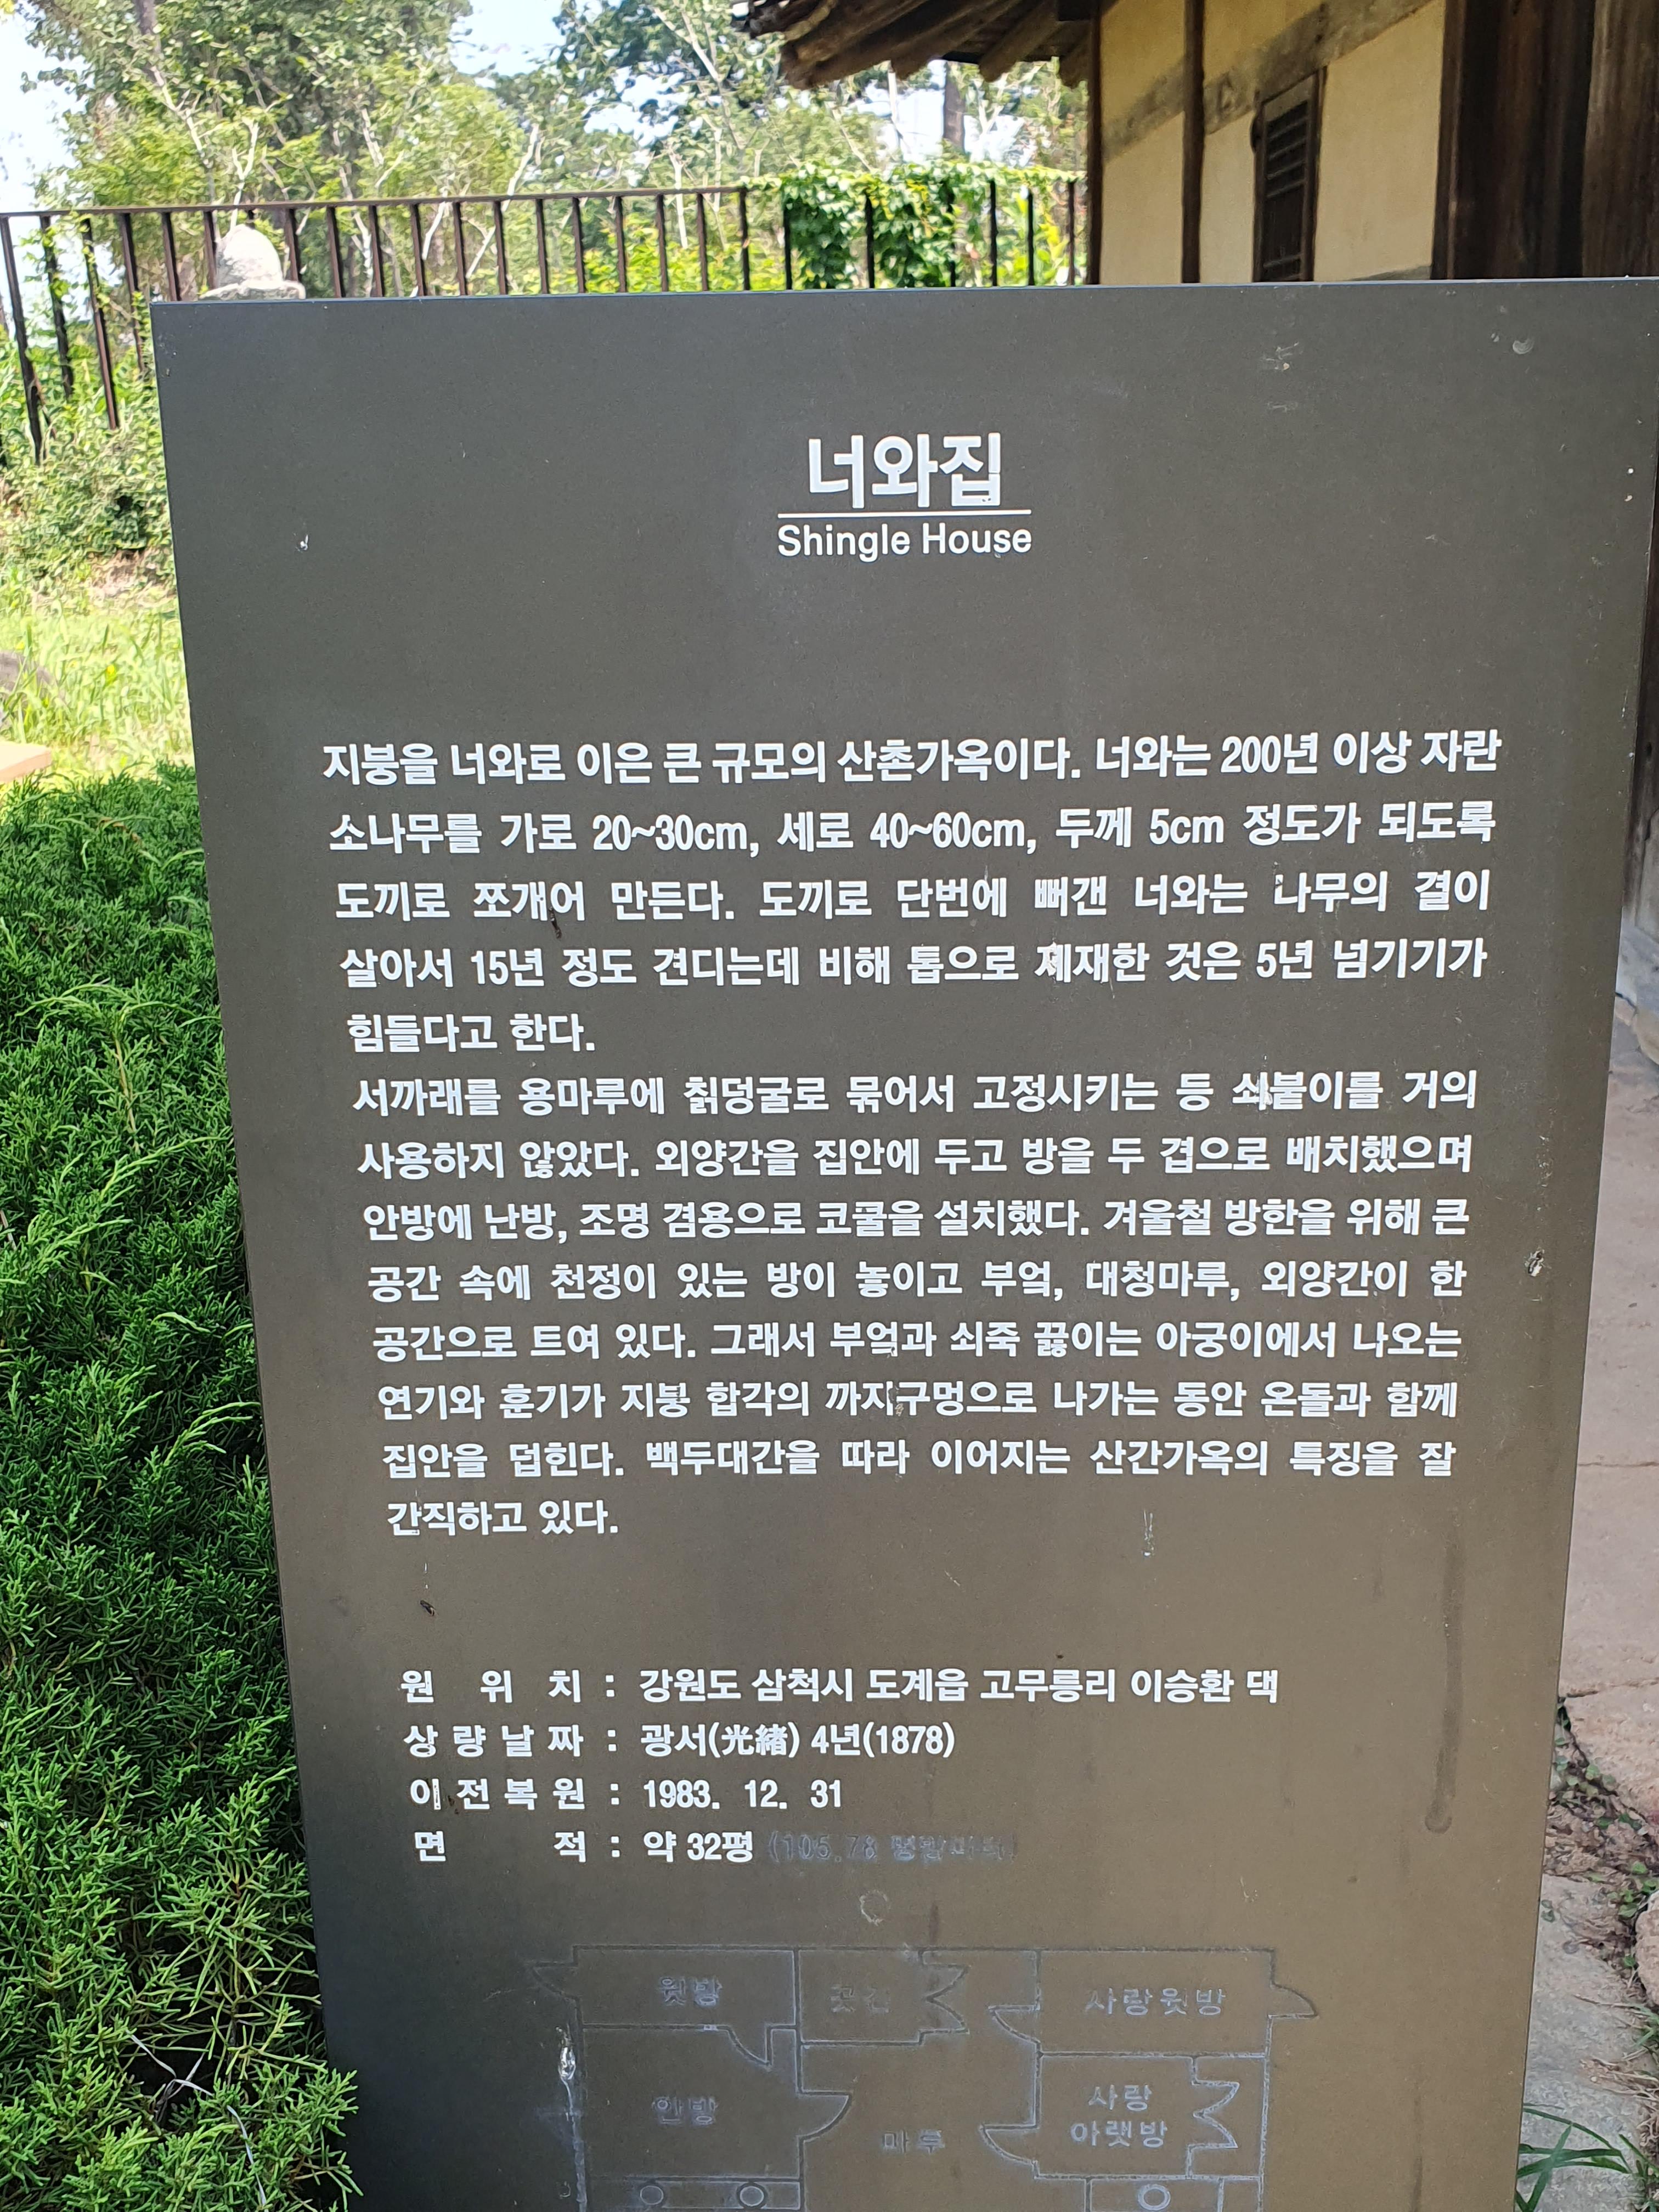 너와집
Shingle House
지붕을 너와로 이은 큰 규모의 산촌가옥이다. 너와는 200년 이상 자란
소나무를 가로 20~30cm, 세로 40~60cm, 두께 5cm 정도가 되도록
도끼로 쪼개어 만든다. 도끼로 단번에 뻐갠 너와는 나무의 결이
살아서 15년 정도 견디는데 비해 톱으로 제재한 것은 5년 넘기기가
힘들다고 한다.
서까래를 용마루에 칡덩굴로 묶어서 고정시키는 등 쇠붙이를 거의
사용하지 않았다. 외양간을 집안에 두고 방을 두 겹으로 배치했으며
안방에 난방, 조명 겸용으로 코쿨을 설치했다. 겨울철 방한을 위해 큰
공간 속에 천정이 있는 방이 놓이고 부엌, 대청마루, 외양간이 한
공간으로 트여 있다. 그래서 부엌과 쇠죽 끓이는 아궁이에서 나오는
연기와 훈기가 지붕 합각의 까치구멍으로 나가는 동안 온돌과 함께
집안을 덥힌다. 백두대간을 따라 이어지는 산간가옥의 특징을 잘
간직하고 있다.
원 위 치 : 강원도 삼척시 도계읍 고무릉리 이승환 댁
상량날짜 : 광서(光緖) 4년(1878)
이전복원 : 1983. 12. 31
면 적 : 약 32평 (105.78 평방미터)
윗방
곳간
사랑윗방
안방
마루
사랑
아랫방